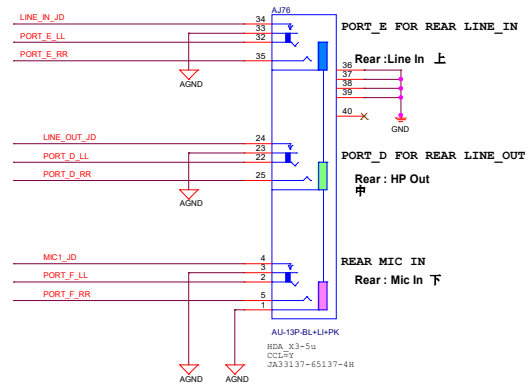 AJ76
LINE_IN_JD 34
33
PORT_E_LL 32
PORT_E_RR 35
AGND
PORT_E FOR REAR LINE_IN
Rear :Line In 上
36
37
38
39
40
GND
LINE_OUT_JD 24
23
PORT_D_LL 22
PORT_D_RR 25
AGND
PORT_D FOR REAR LINE_OUT
Rear : HP Out
中
MIC1_JD 4
3
PORT_F_LL 2
PORT_F_RR 5
1
REAR MIC IN
Rear : Mic In 下
AGND AGND
AU-13P-BL+LI+PK
HDA_X3-5u
CCL=Y
JA33137-65137-4H